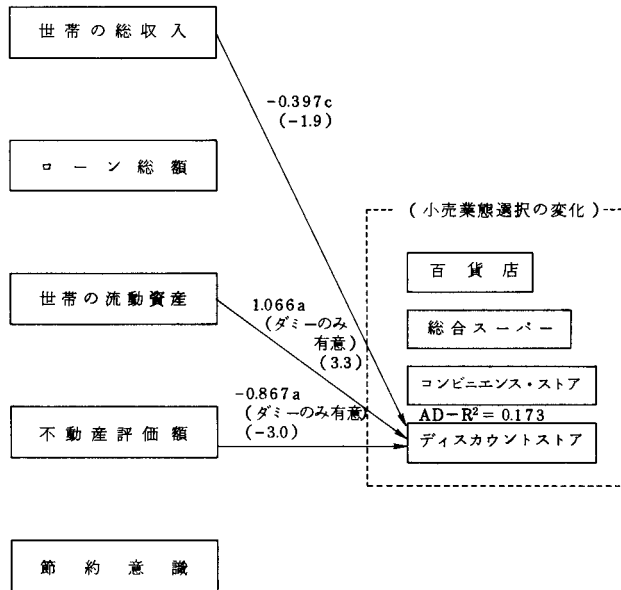 世帯の総収入
-0.397c
(-1.9)
ローン総額
(小売業態選択の変化)
百貨店
世帯の流動資産
1.066a
(ダミーのみ
有意)
(3.3)
総合スーパー
コンビニエンス・ストア
-0.867a
(ダミーのみ有意)
(-3.0)
AD-R²=0.173
不動産評価額
ディスカウントストア
節約意識